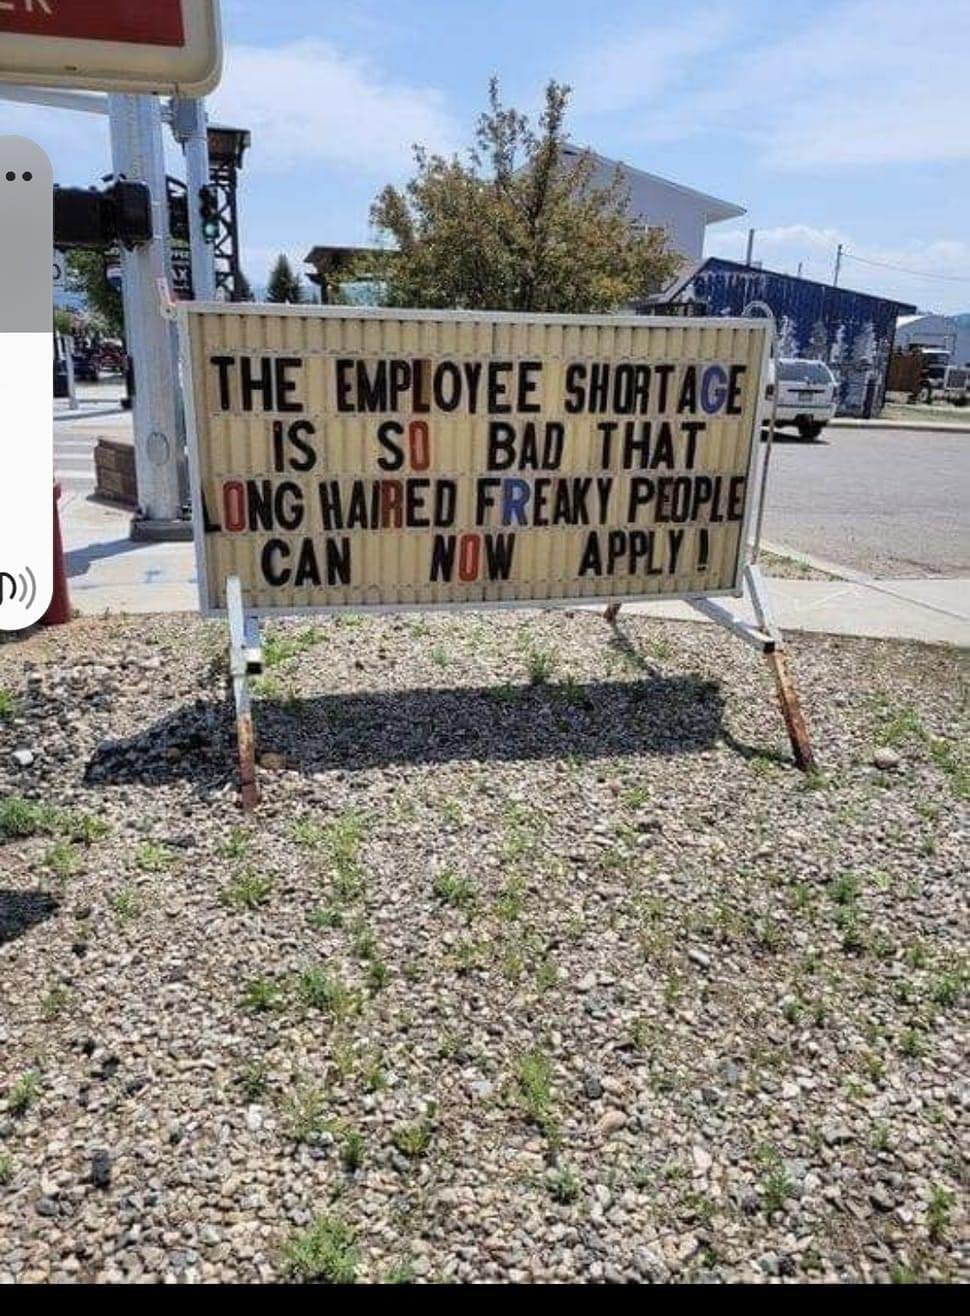 THE EMPLOYEE SHORTAGE
IS SO BAD THAT
LONG HAIRED FREAKY PEOPLE
CAN NOW APPLY!